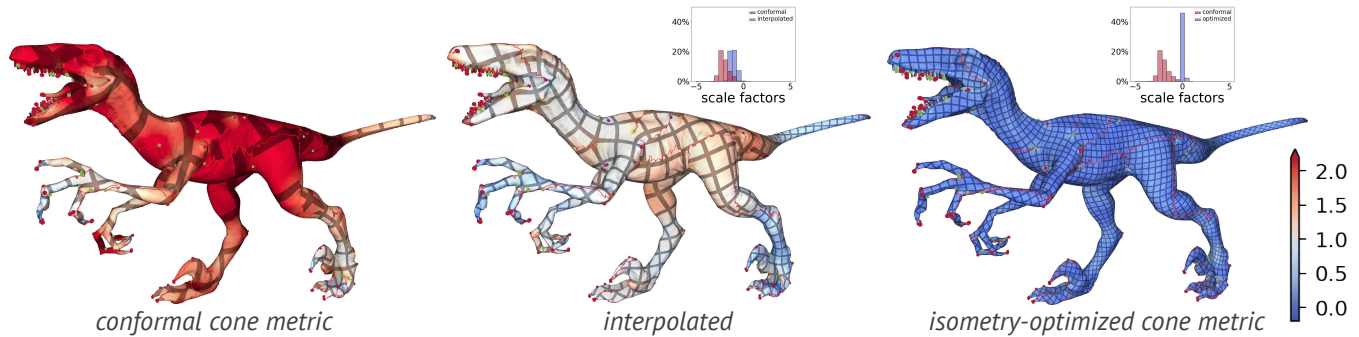 conformal
interpolated
40%
20%
0%
−5
0
5
scale factors
conformal
optimized
40%
20%
0%
−5
0
5
scale factors
2.0
1.5
1.0
0.5
0.0
conformal cone metric
interpolated
isometry-optimized cone metric